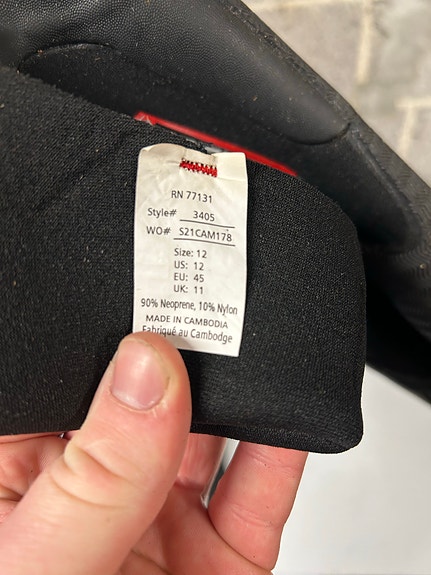 RN 77131
Style# 3405
WO# S21CAM178
Size: 12
US: 12
EU: 45
UK: 11
90% Neoprene, 10% Nylon
MADE IN CAMBODIA
Fabriqué au Cambodge